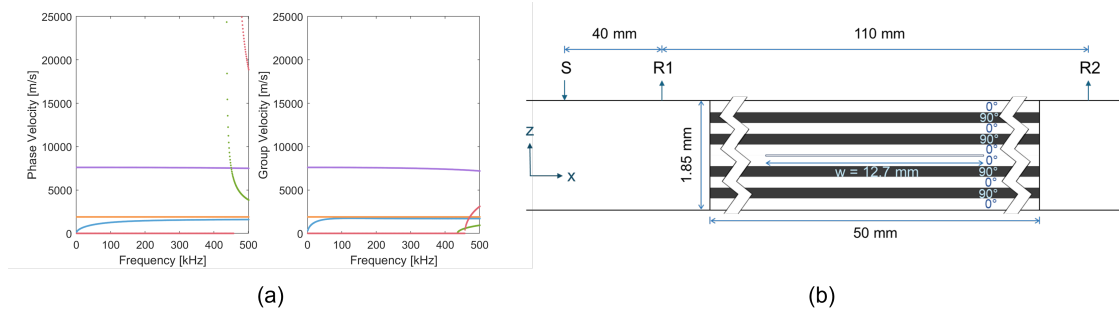 25000
20000
15000
10000
5000
0
0 100 200 300 400 500
Frequency [kHz]
Phase Velocity [m/s]
25000
20000
15000
10000
5000
0
0 100 200 300 400 500
Frequency [kHz]
Group Velocity [m/s]
(a)
40 mm
110 mm
S
R1
R2
z
x
1.85 mm
0°
90°
0°
90°
0°
0°
90°
0°
90°
0°
w = 12.7 mm
50 mm
(b)